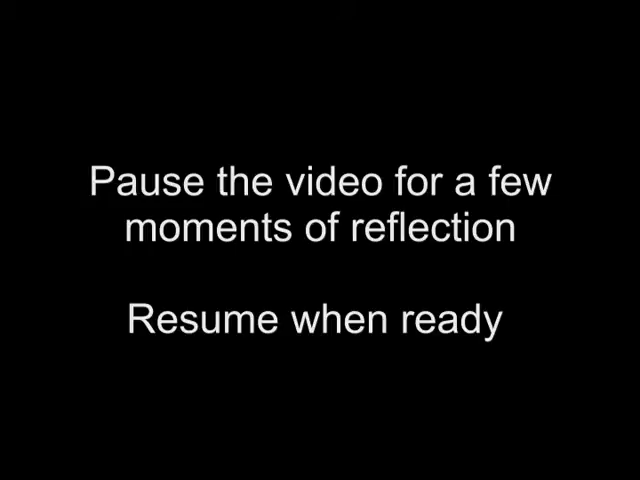 Pause the video for a few
moments of reflection
Resume when ready